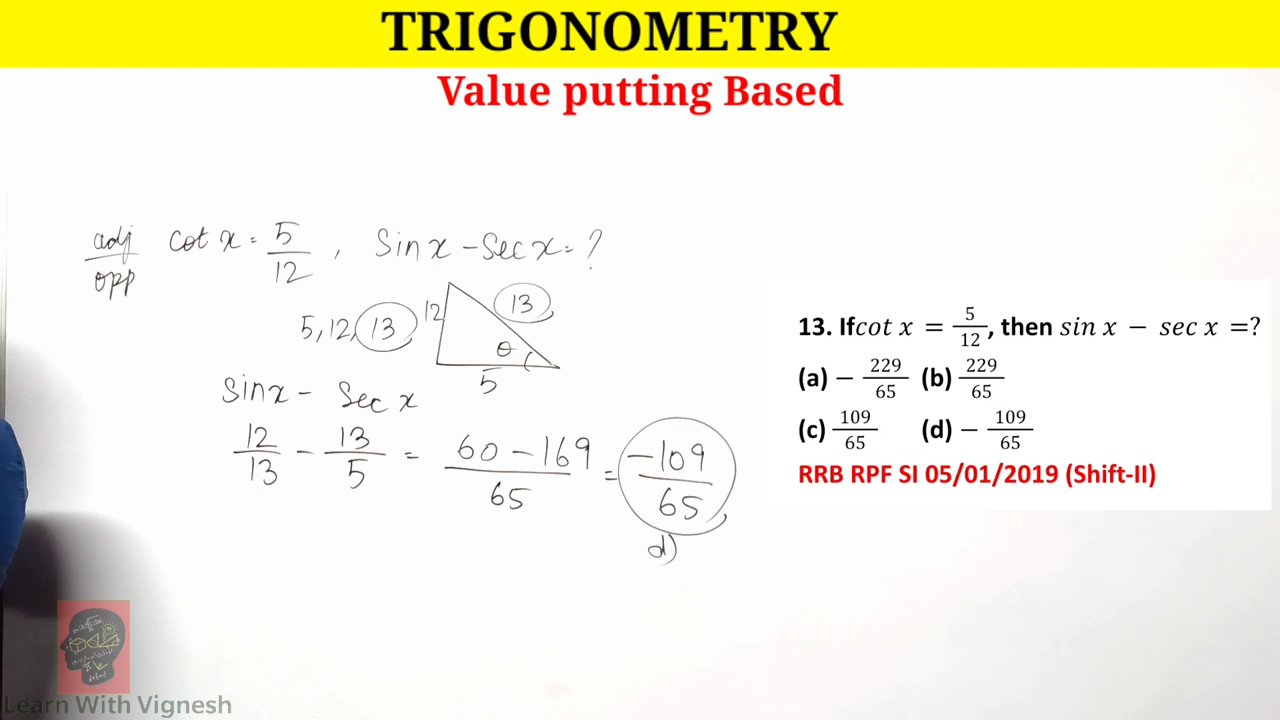 TRIGONOMETRY
Value putting Based
adj/opp cot x = 5/12, Sin x - Sec x = ?
5, 12, 13
12
13
θ
5
Sin x - Sec x
12/13 - 13/5 = 60 - 169/65 = -109/65
d)
13. If cot x = 5/12, then sin x − sec x =?
(a) − 229/65 (b) 229/65
(c) 109/65 (d) − 109/65
RRB RPF SI 05/01/2019 (Shift-II)
Learn With Vignesh